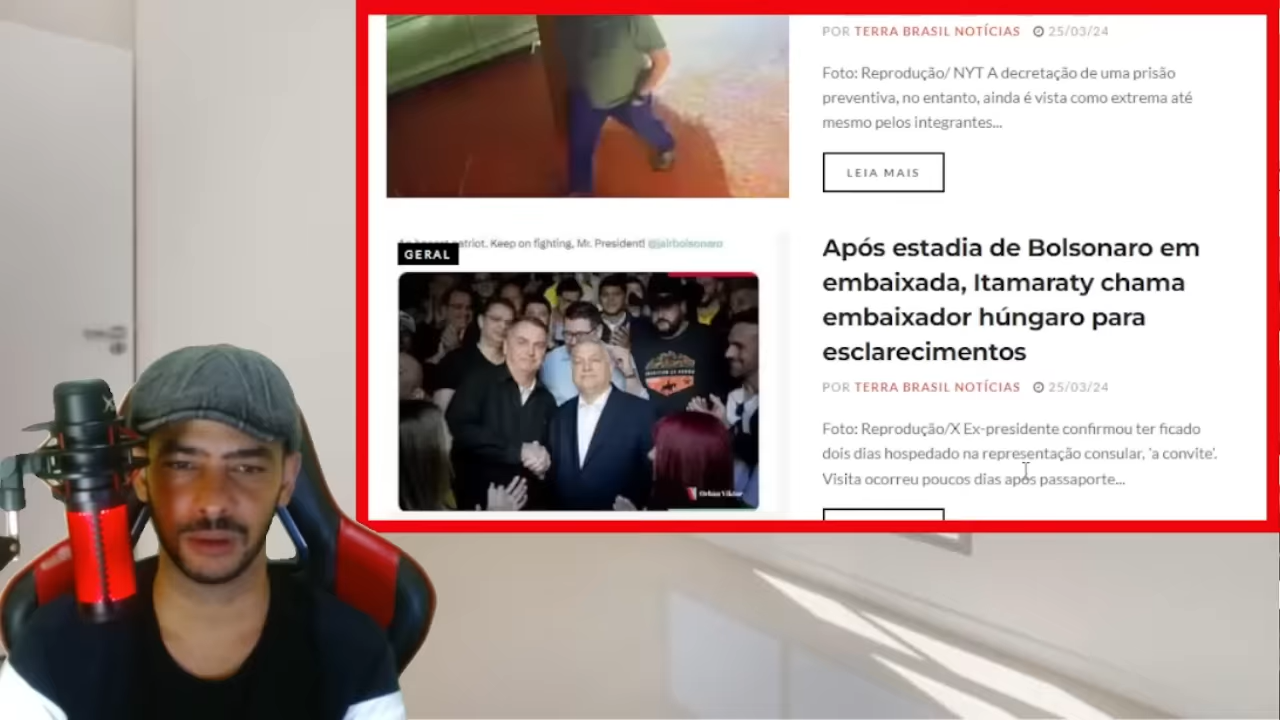 POR TERRA BRASIL NOTÍCIAS 25/03/24
Foto: Reprodução/ NYT A decretação de uma prisão
preventiva, no entanto, ainda é vista como extrema até
mesmo pelos integrantes...
LEIA MAIS
atriot. Keep on fighting, Mr. President! @jairbolsonaro
GERAL
Orbán Viktor
Após estadia de Bolsonaro em
embaixada, Itamaraty chama
embaixador húngaro para
esclarecimentos
POR TERRA BRASIL NOTÍCIAS 25/03/24
Foto: Reprodução/X Ex-presidente confirmou ter ficado
dois dias hospedado na representação consular, 'a convite'.
Visita ocorreu poucos dias após passaporte...